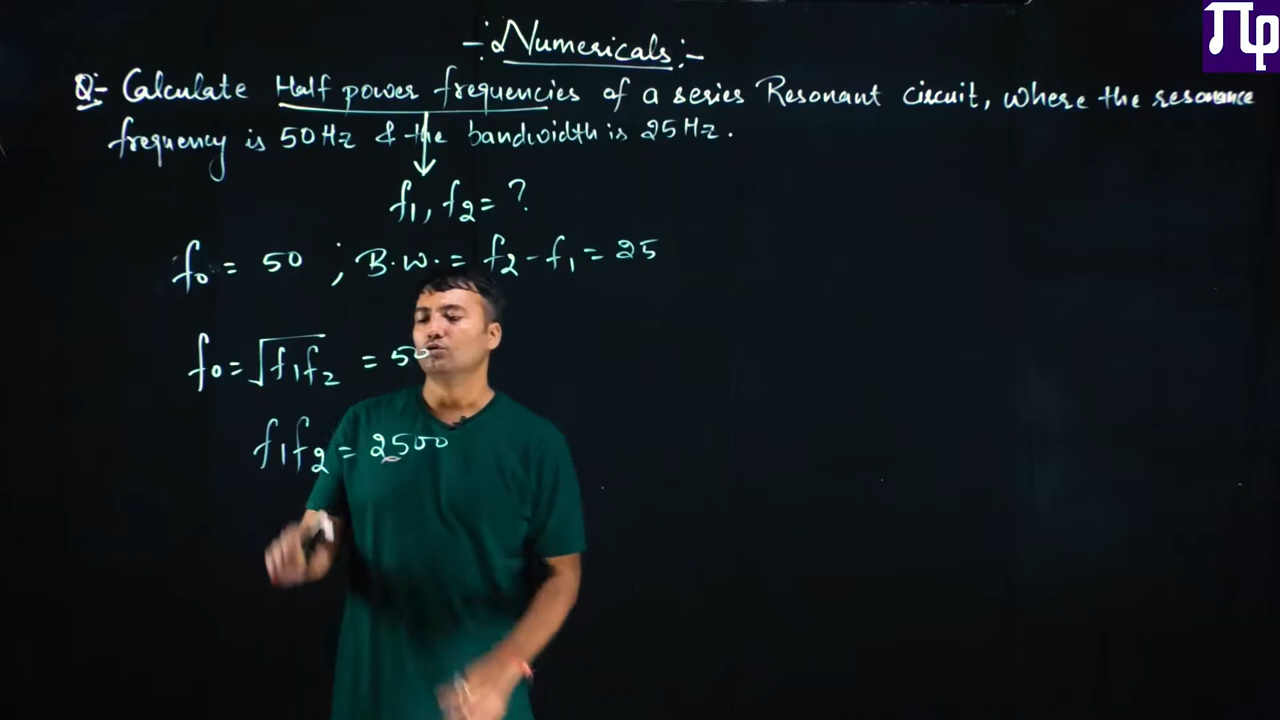 -: Numericals :-
Q:- Calculate Half power frequencies of a series Resonant circuit, where the resonance
frequency is 50 Hz & the bandwidth is 25 Hz.
f1, f2 = ?
f0 = 50 ; B.W. = f2 - f1 = 25
f0 = √f1f2 = 50
f1f2 = 2500
πφ